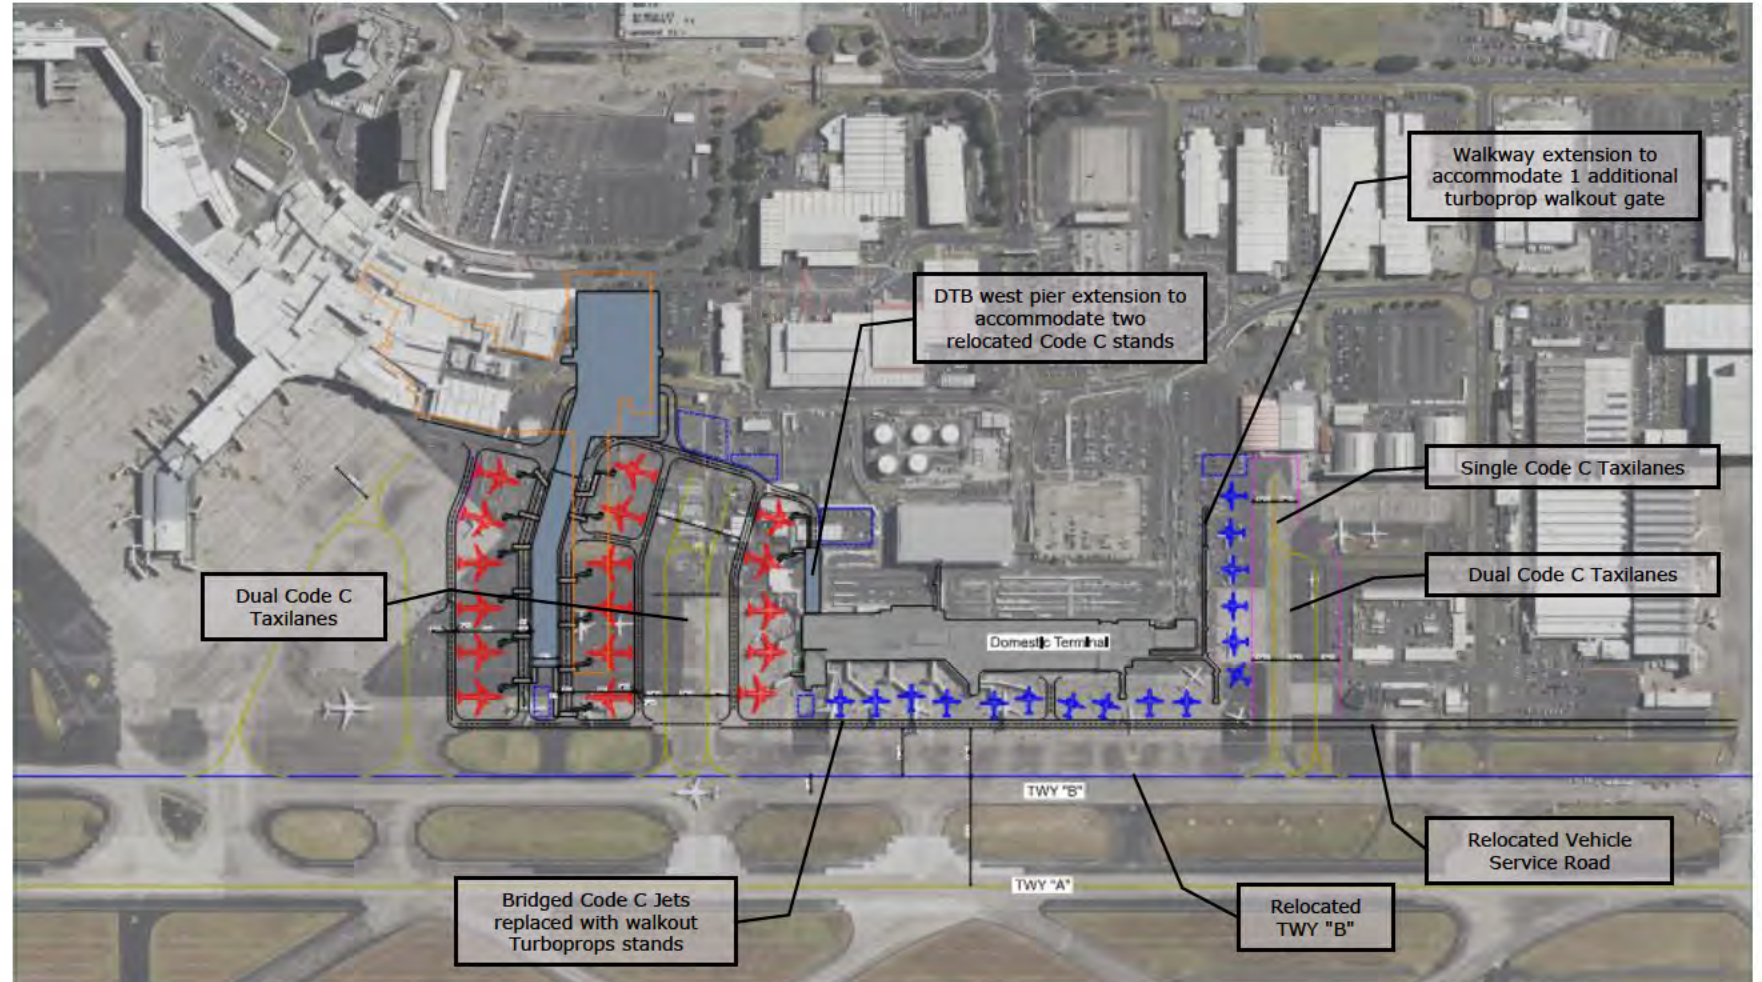 Walkway extension to
accommodate 1 additional
turboprop walkout gate
DTB west pier extension to
accommodate two
relocated Code C stands
Single Code C Taxilanes
Dual Code C Taxilanes
Dual Code C
Taxilanes
Domestic Terminal
TWY "B"
Relocated Vehicle
Service Road
TWY "A"
Bridged Code C Jets
replaced with walkout
Turboprops stands
Relocated
TWY "B"